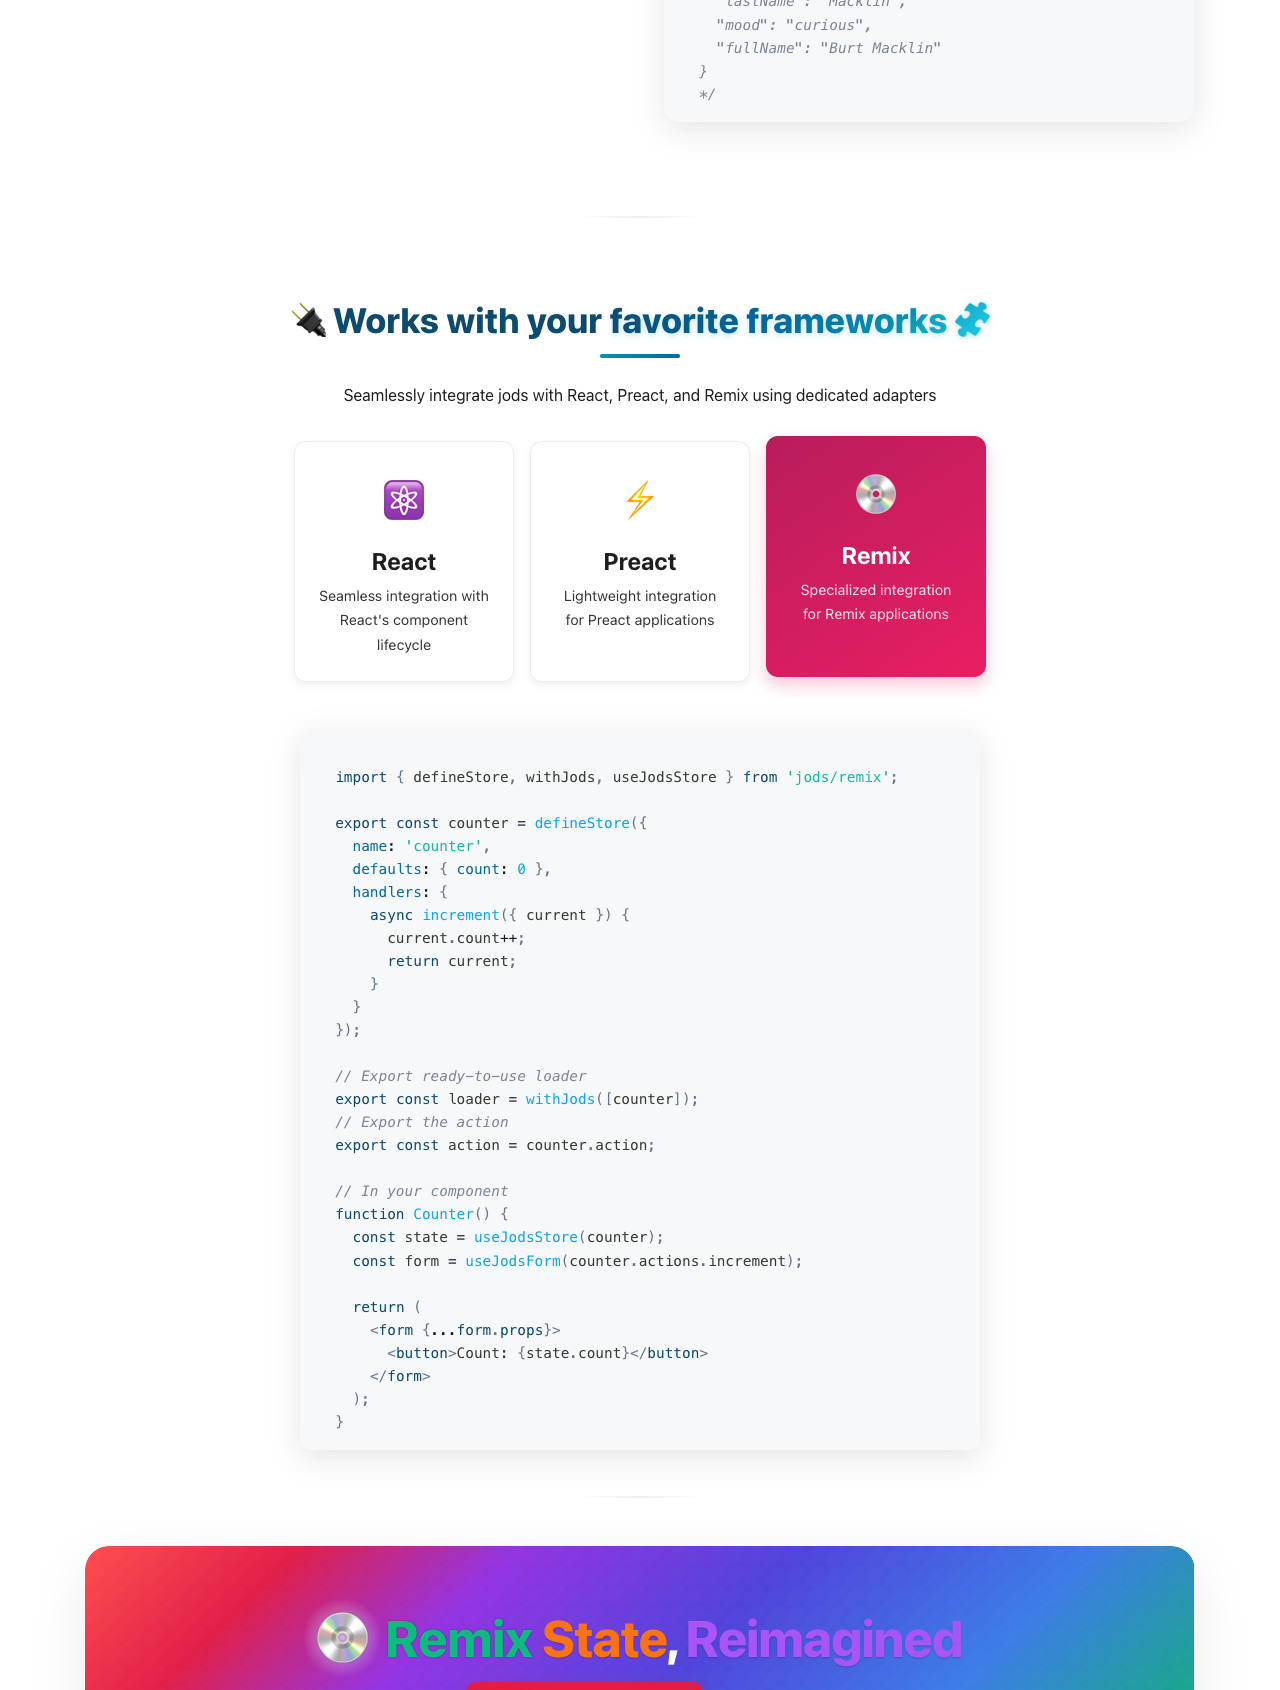 "lastName": "Macklin",
  "mood": "curious",
  "fullName": "Burt Macklin"
}
*/
Works with your favorite frameworks
Seamlessly integrate jods with React, Preact, and Remix using dedicated adapters
React
Seamless integration with
React's component
lifecycle
Preact
Lightweight integration
for Preact applications
Remix
Specialized integration
for Remix applications
import { defineStore, withJods, useJodsStore } from 'jods/remix';
export const counter = defineStore({
  name: 'counter',
  defaults: { count: 0 },
  handlers: {
    async increment({ current }) {
      current.count++;
      return current;
    }
  }
});
// Export ready-to-use loader
export const loader = withJods([counter]);
// Export the action
export const action = counter.action;
// In your component
function Counter() {
  const state = useJodsStore(counter);
  const form = useJodsForm(counter.actions.increment);
  return (
    <form {...form.props}>
      <button>Count: {state.count}</button>
    </form>
  );
}
Remix State, Reimagined